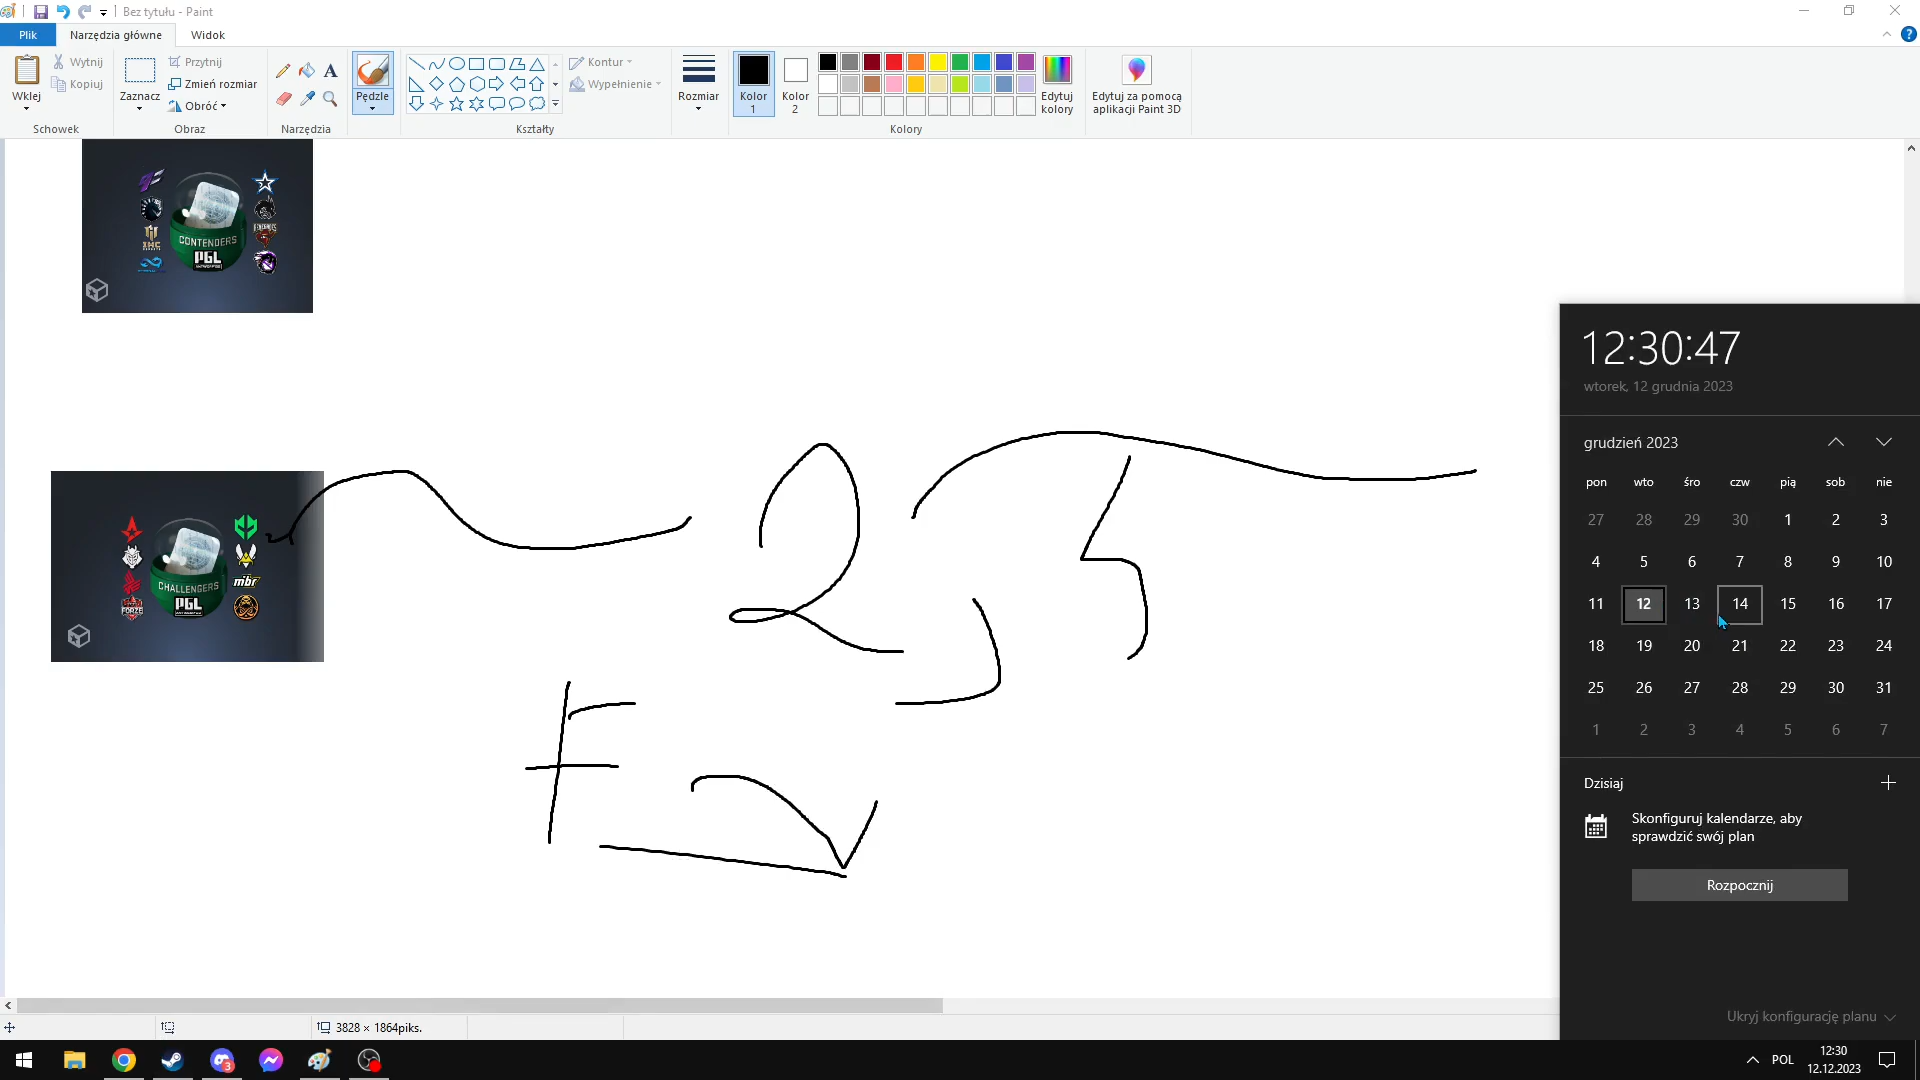 Bez tytułu - Paint
Plik Narzędzia główne Widok
Wklej Wytnij Kopiuj
Schowek
Zaznacz Przytnij Zmień rozmiar Obróć
Obraz
A
Narzędzia
Pędzle
Kształty
Kontur
Wypełnienie
Rozmiar
Kolor 1
Kolor 2
Edytuj kolory
Kolory
Edytuj za pomocą aplikacji Paint 3D
CONTENDERS
PGL
IHC
RENEGADES
CHALLENGERS
PGL
FORZE
mibr
2,3
12:30:47
wtorek, 12 grudnia 2023
grudzień 2023
pon wto śro czw pią sob nie
27 28 29 30 1 2 3
4 5 6 7 8 9 10
11 12 13 14 15 16 17
18 19 20 21 22 23 24
25 26 27 28 29 30 31
1 2 3 4 5 6 7
Dzisiaj
Skonfiguruj kalendarze, aby
sprawdzić swój plan
Rozpocznij
Ukryj konfigurację planu
3828 × 1864piks.
3
POL
12:30
12.12.2023